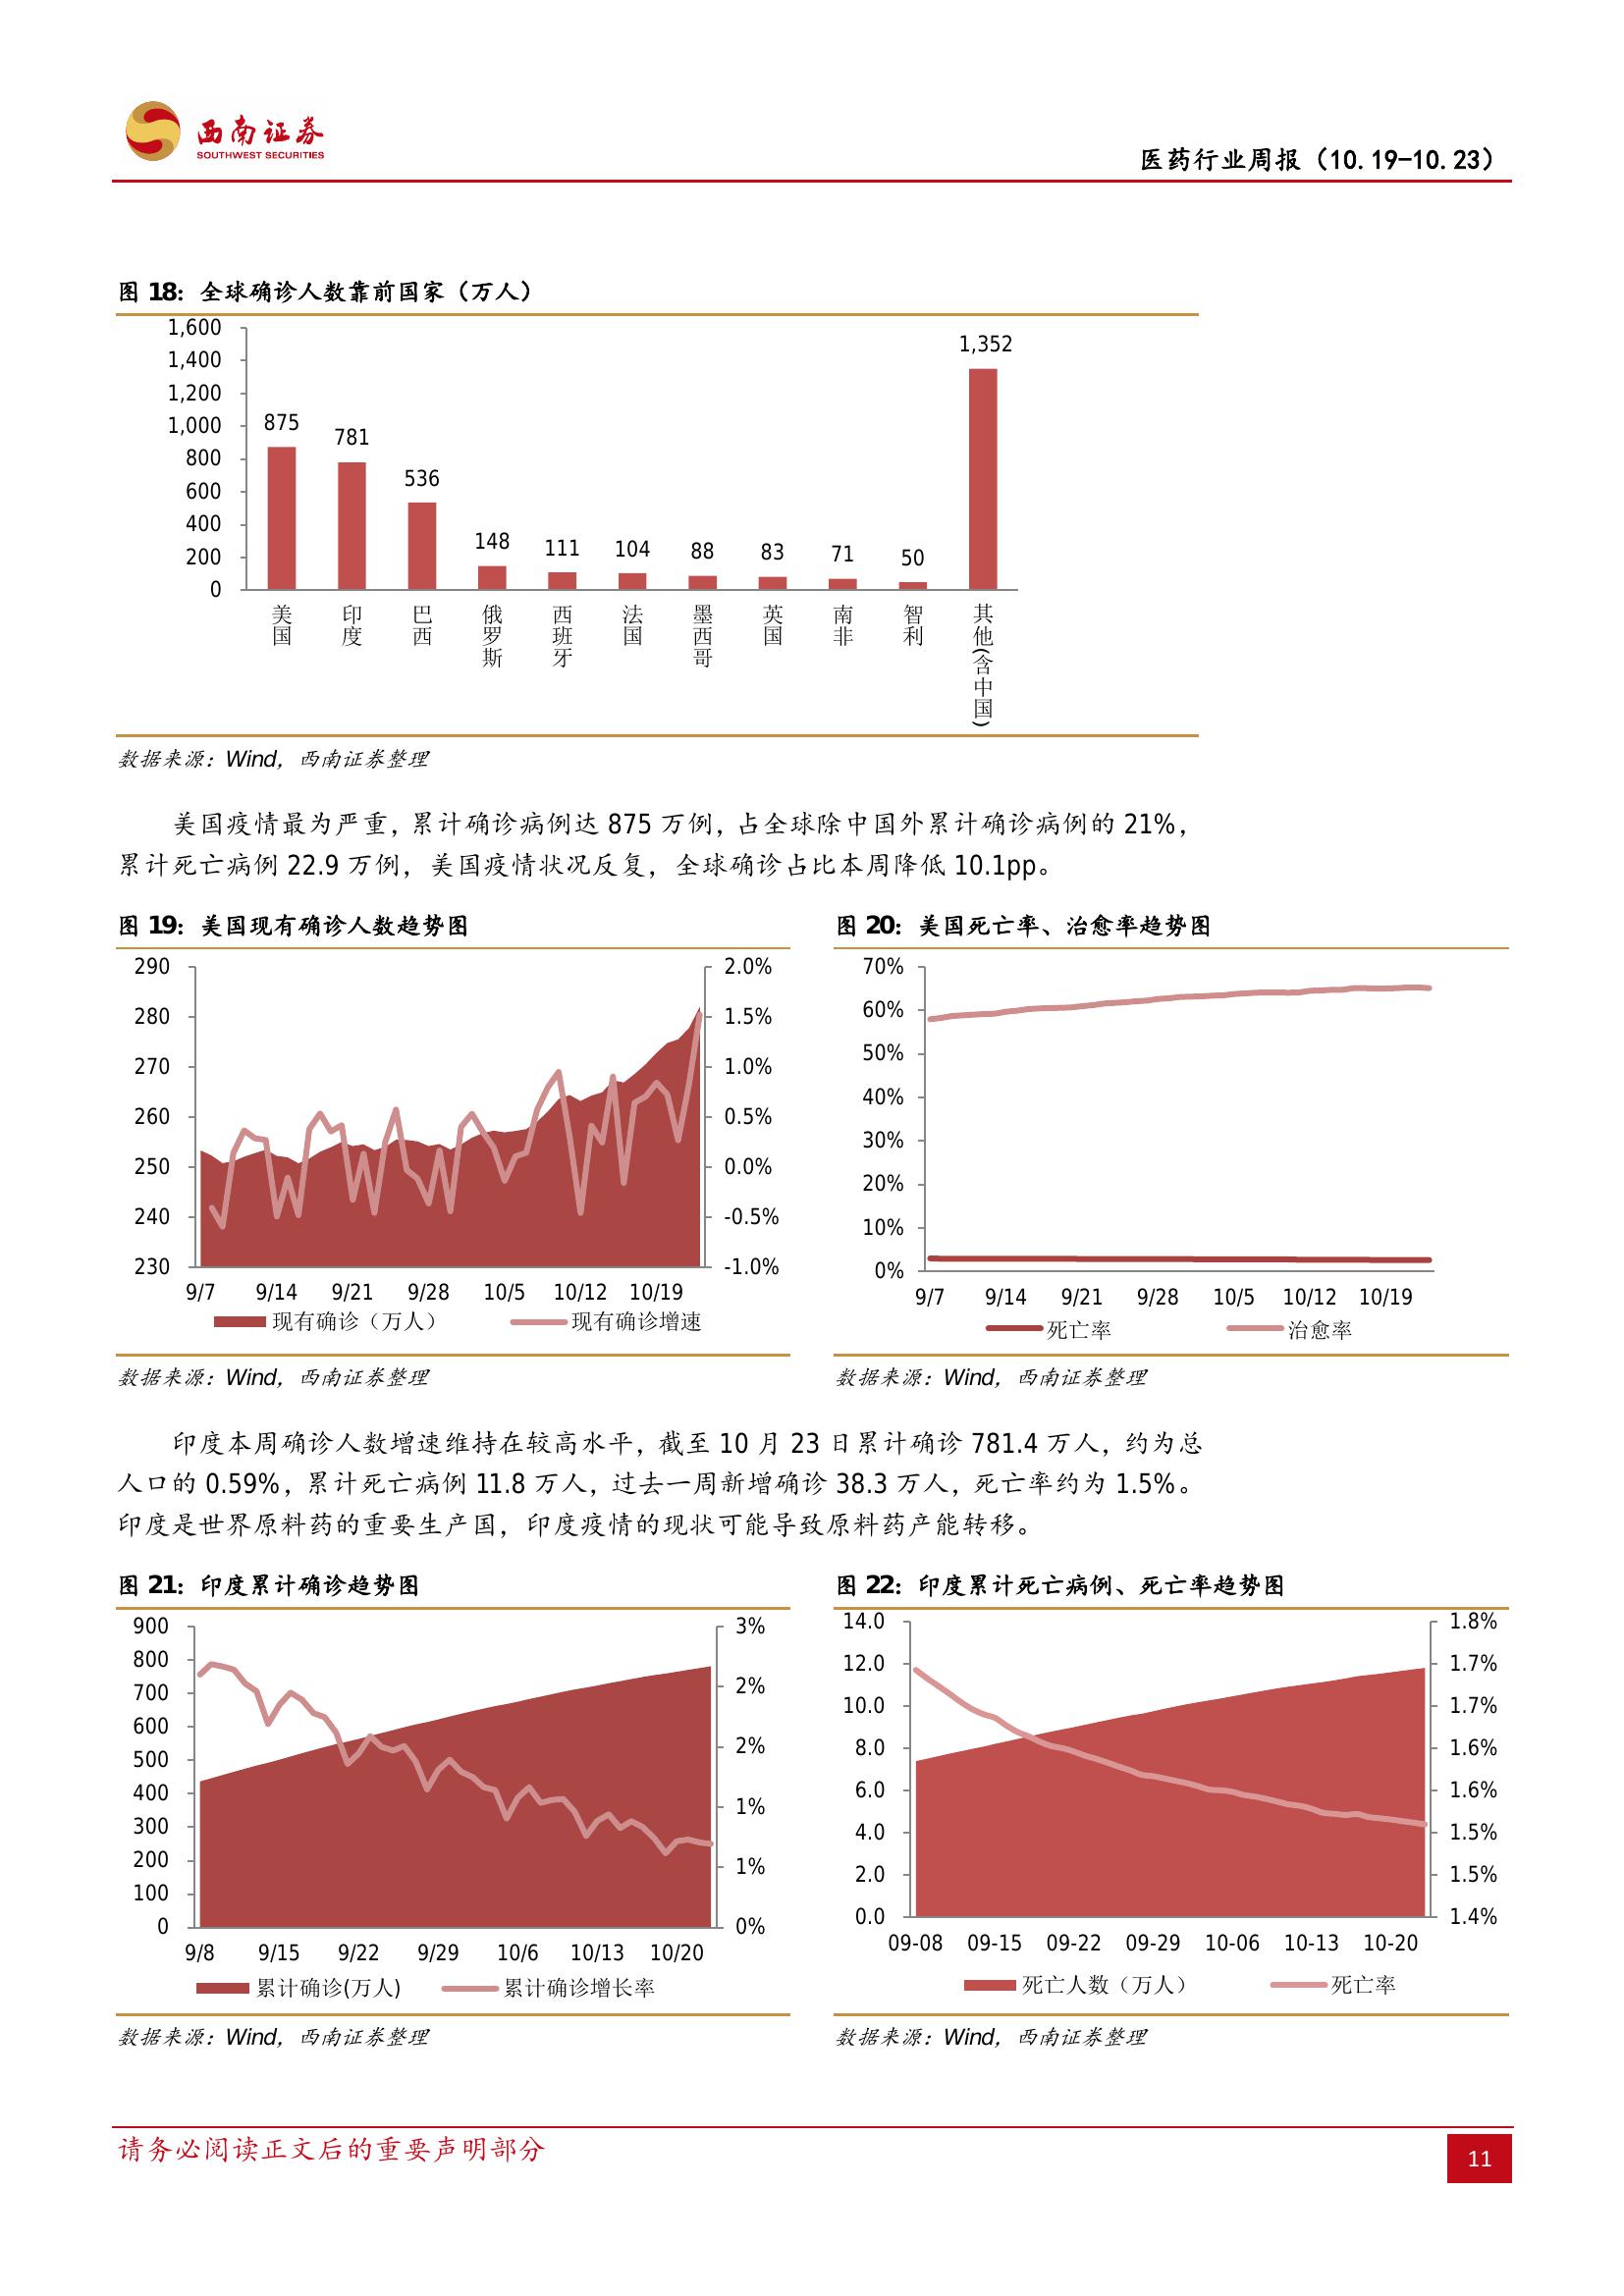 西南证券
SOUTHWEST SECURITIES
医药行业周报（10.19-10.23）
图 18：全球确诊人数靠前国家（万人）
1,600
1,400
1,200
1,000
800
600
400
200
0
875
781
536
148
111
104
88
83
71
50
1,352
美国
印度
巴西
俄罗斯
西班牙
法国
墨西哥
英国
南非
智利
其他(含中国)
数据来源：Wind，西南证券整理
美国疫情最为严重，累计确诊病例达 875 万例，占全球除中国外累计确诊病例的 21%，
累计死亡病例 22.9 万例，美国疫情状况反复，全球确诊占比本周降低 10.1pp。
图 19：美国现有确诊人数趋势图
290
280
270
260
250
240
230
2.0%
1.5%
1.0%
0.5%
0.0%
-0.5%
-1.0%
9/7 9/14 9/21 9/28 10/5 10/12 10/19
现有确诊（万人） 现有确诊增速
数据来源：Wind，西南证券整理
图 20：美国死亡率、治愈率趋势图
70%
60%
50%
40%
30%
20%
10%
0%
9/7 9/14 9/21 9/28 10/5 10/12 10/19
死亡率 治愈率
数据来源：Wind，西南证券整理
印度本周确诊人数增速维持在较高水平，截至 10 月 23 日累计确诊 781.4 万人，约为总
人口的 0.59%，累计死亡病例 11.8 万人，过去一周新增确诊 38.3 万人，死亡率约为 1.5%。
印度是世界原料药的重要生产国，印度疫情的现状可能导致原料药产能转移。
图 21：印度累计确诊趋势图
900
800
700
600
500
400
300
200
100
0
3%
2%
2%
1%
1%
0%
9/8 9/15 9/22 9/29 10/6 10/13 10/20
累计确诊(万人) 累计确诊增长率
数据来源：Wind，西南证券整理
图 22：印度累计死亡病例、死亡率趋势图
14.0
12.0
10.0
8.0
6.0
4.0
2.0
0.0
1.8%
1.7%
1.7%
1.6%
1.6%
1.5%
1.5%
1.4%
09-08 09-15 09-22 09-29 10-06 10-13 10-20
死亡人数（万人） 死亡率
数据来源：Wind，西南证券整理
请务必阅读正文后的重要声明部分
11